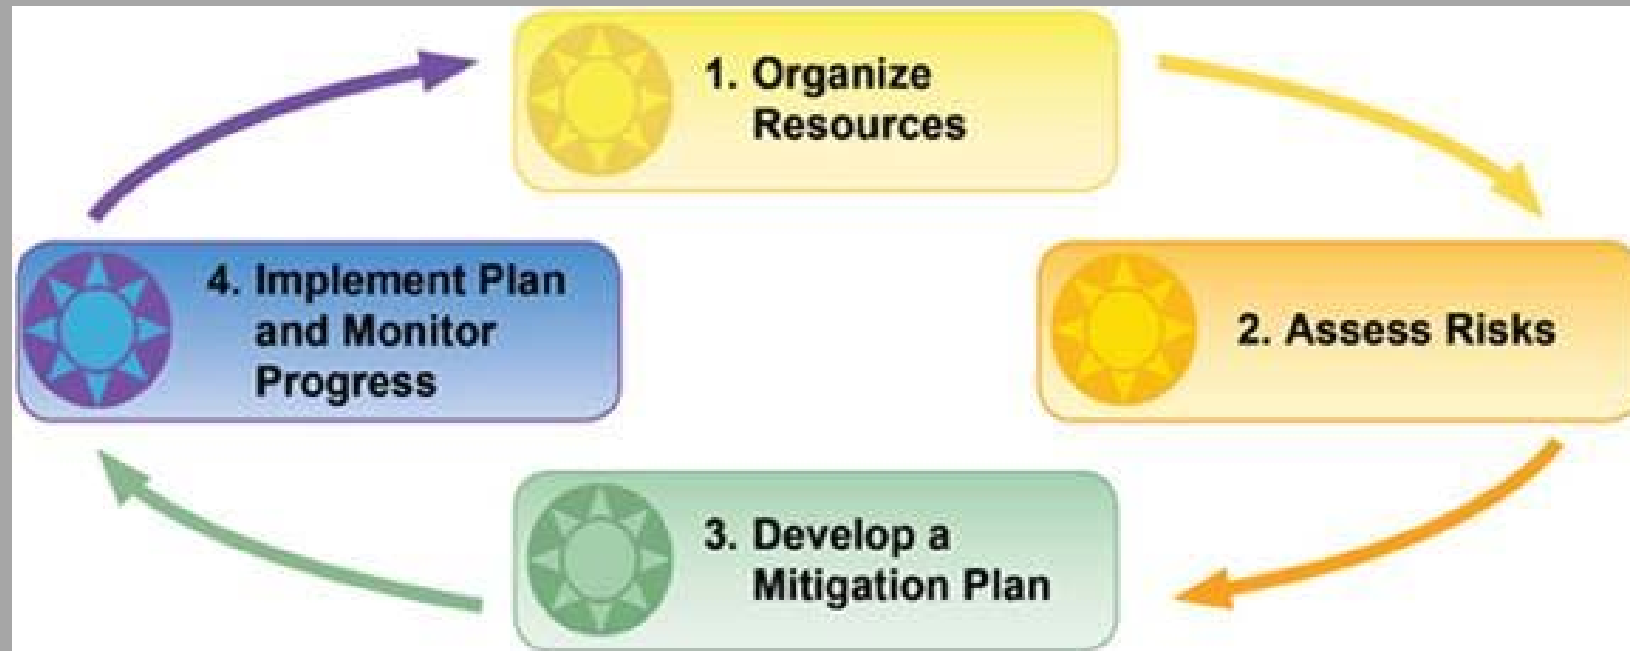 1. Organize
Resources
2. Assess Risks
3. Develop a
Mitigation Plan
4. Implement Plan
and Monitor
Progress